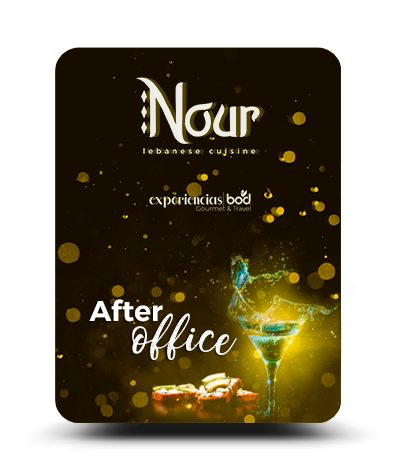 Nour
lebanese cuisine
experiencias|bod
Gourmet & Travel
After
office